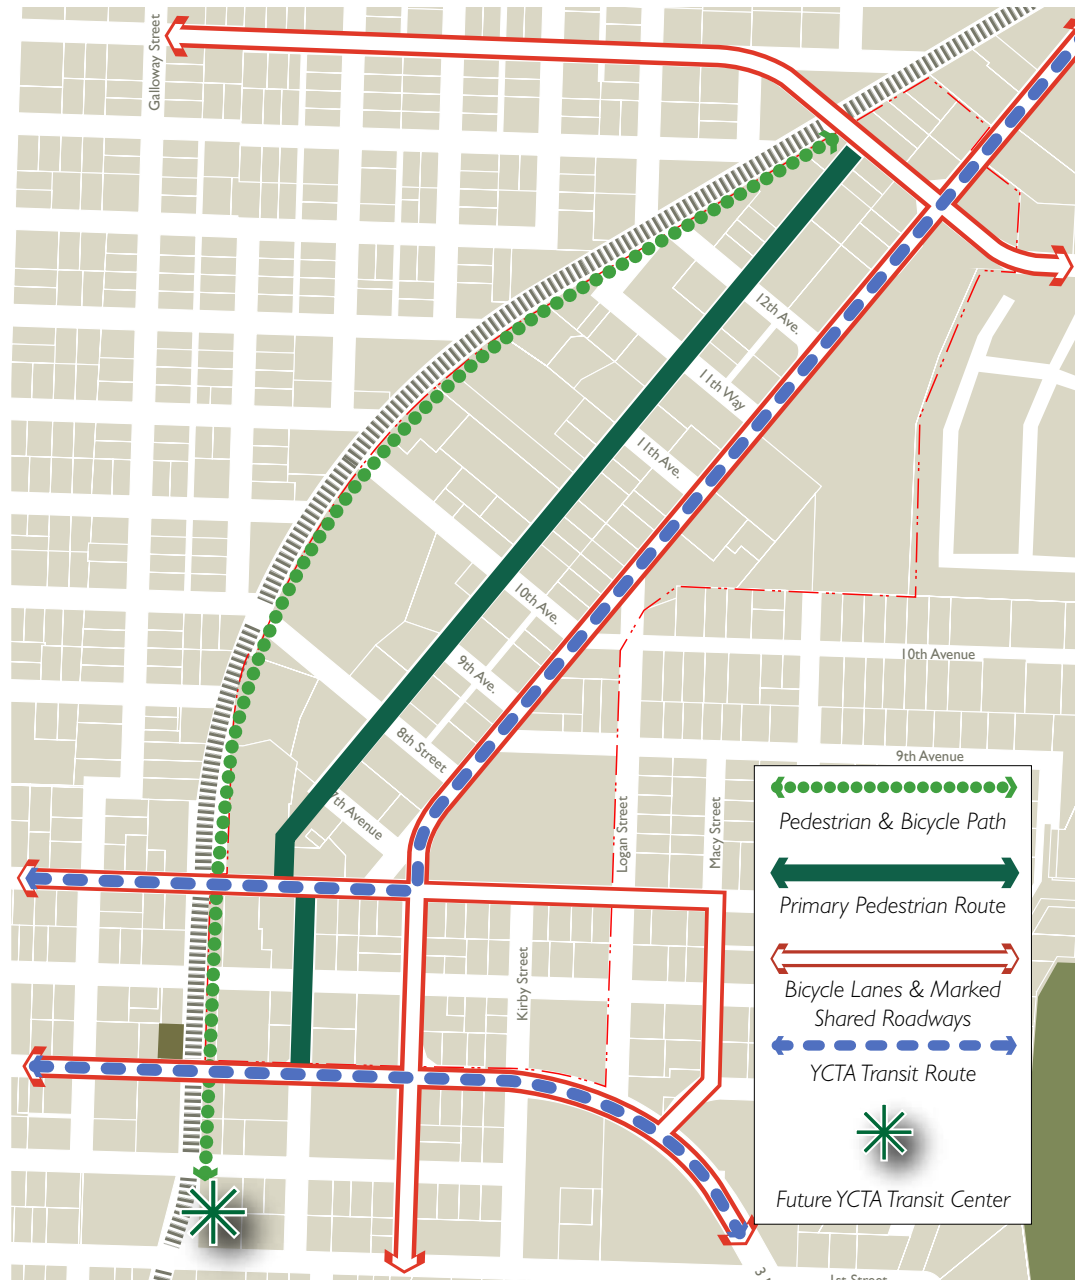 Galloway Street
12th Ave.
11th Way
11th Ave.
10th Ave.
10th Avenue
9th Ave.
8th Street
9th Avenue
7th Avenue
Logan Street
Macy Street
Kirby Street
Pedestrian & Bicycle Path
Primary Pedestrian Route
Bicycle Lanes & Marked
Shared Roadways
YCTA Transit Route
Future YCTA Transit Center
1st Street